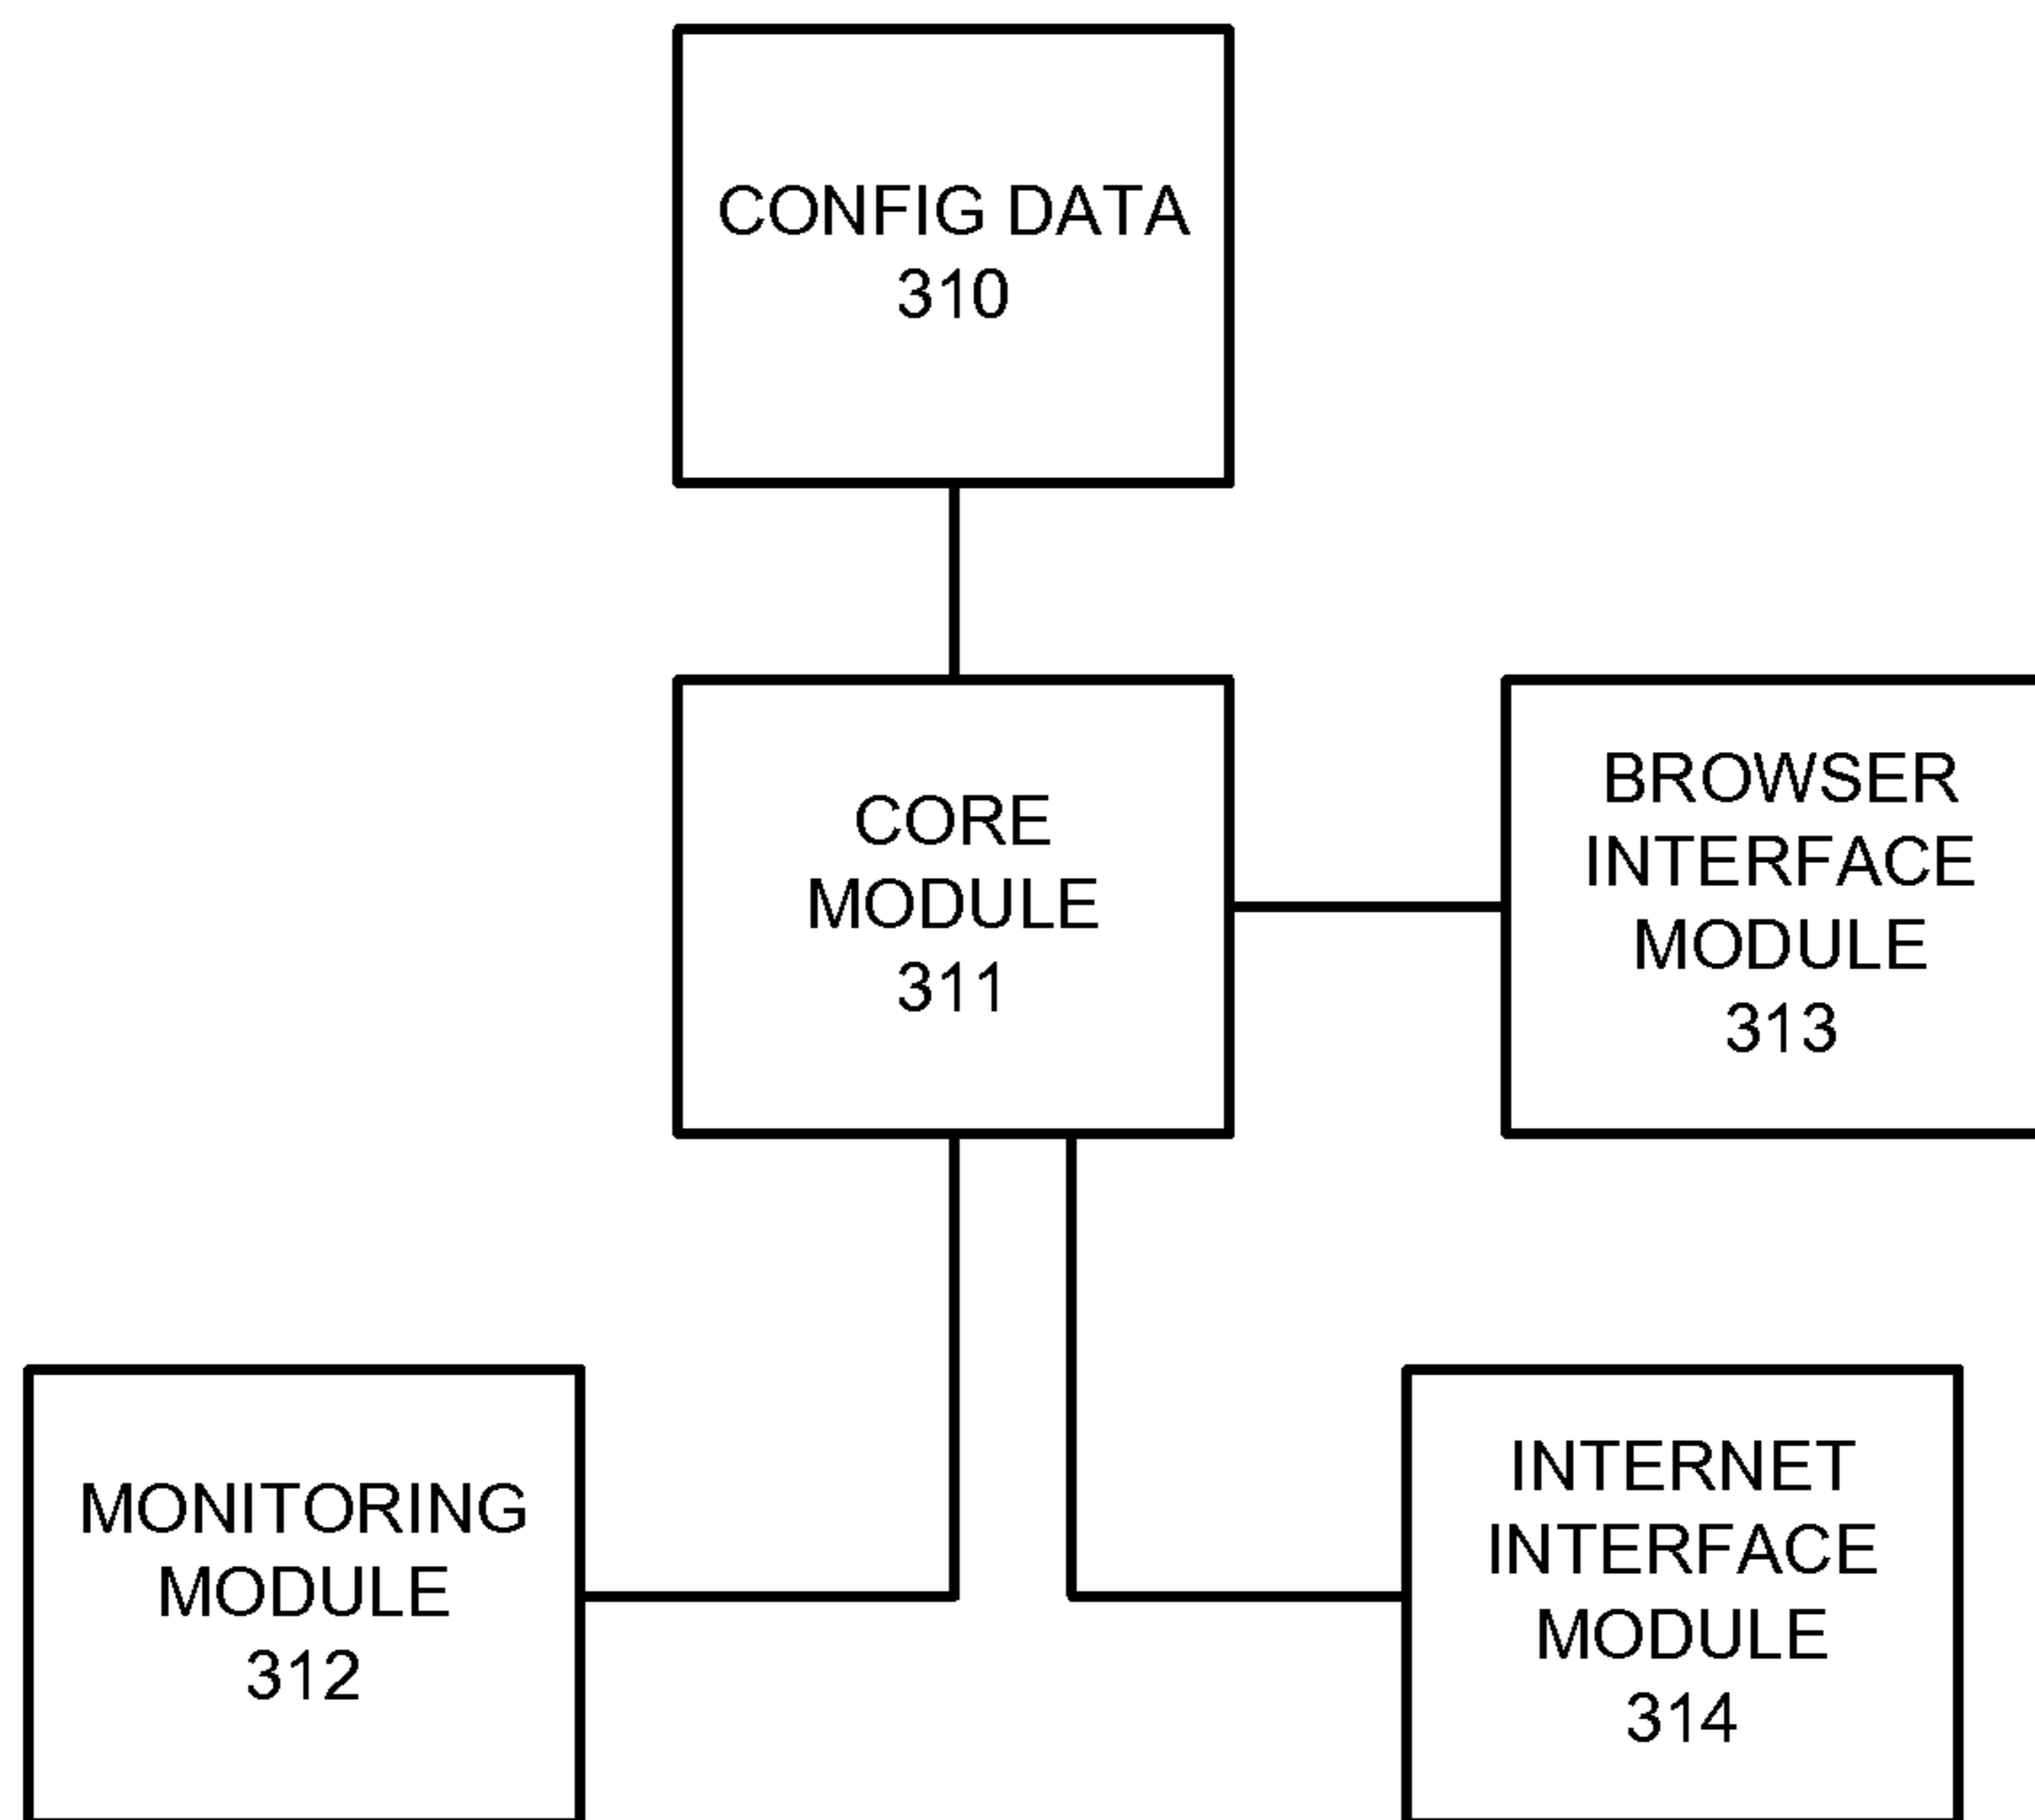 CONFIG DATA
310
CORE
MODULE
311
BROWSER
INTERFACE
MODULE
313
MONITORING
MODULE
312
INTERNET
INTERFACE
MODULE
314